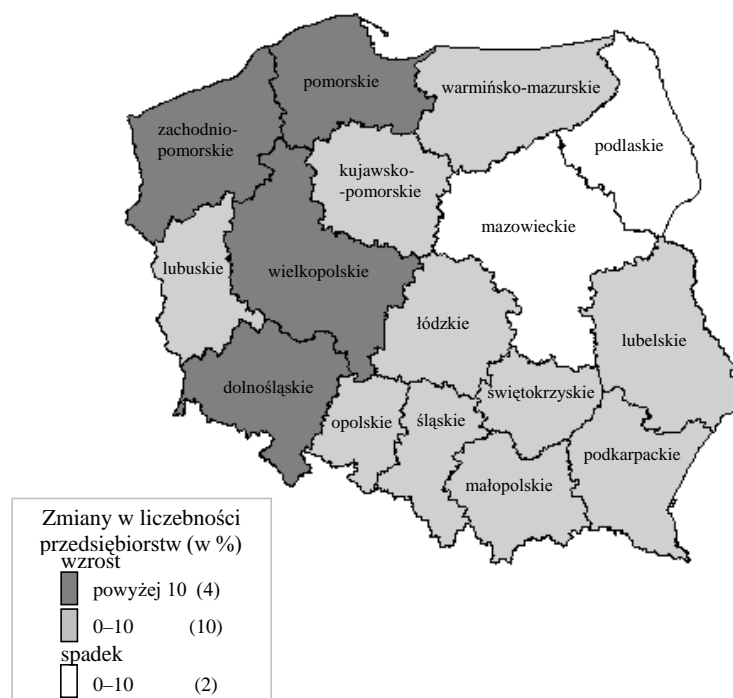 pomorskie
warmińsko-mazurskie
zachodnio-
pomorskie
podlaskie
kujawsko-
-pomorskie
mazowieckie
lubuskie
wielkopolskie
łódzkie
lubelskie
dolnośląskie
świętokrzyskie
opolskie
śląskie
podkarpackie
małopolskie
Zmiany w liczebności
przedsiębiorstw (w %)
wzrost
powyżej 10 (4)
0–10 (10)
spadek
0–10 (2)